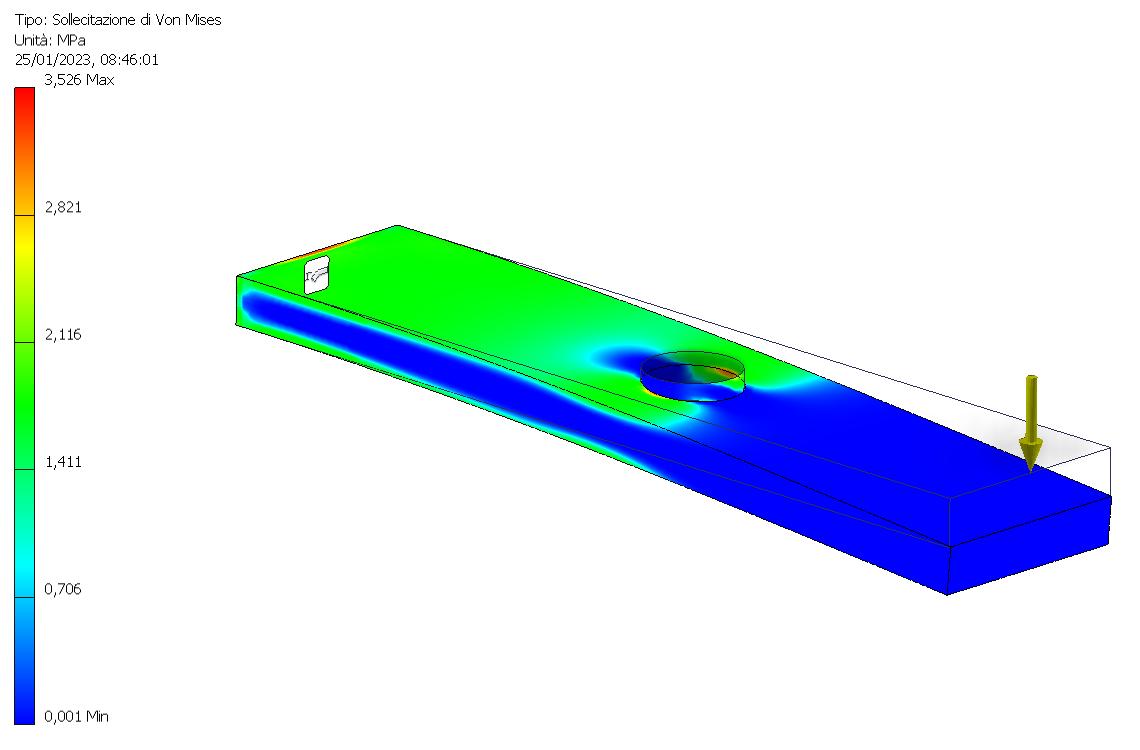 Tipo: Sollecitazione di Von Mises
Unità: MPa
25/01/2023, 08:46:01
3,526 Max
2,821
2,116
1,411
0,706
0,001 Min